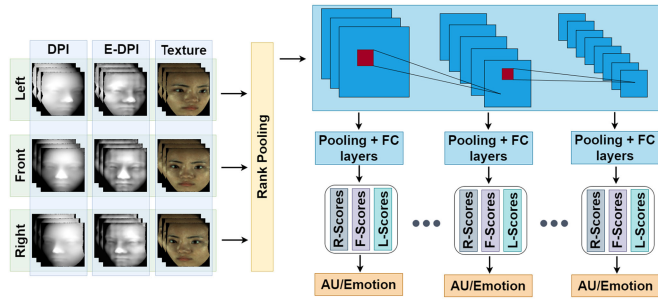 DPI E-DPI Texture
Left
Front
Right
Rank Pooling
Pooling + FC
layers
Pooling + FC
layers
Pooling + FC
layers
R-Scores
F-Scores
L-Scores
R-Scores
F-Scores
L-Scores
R-Scores
F-Scores
L-Scores
AU/Emotion
AU/Emotion
AU/Emotion